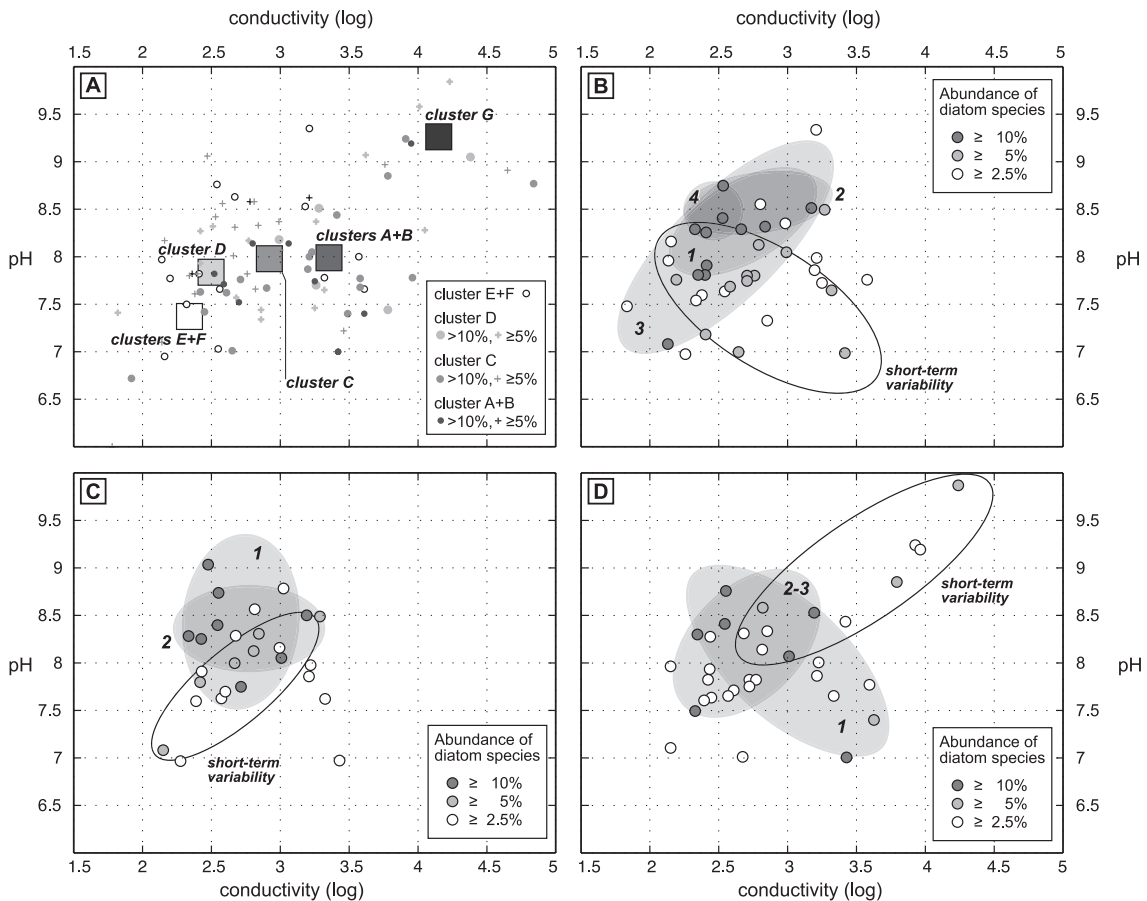 conductivity (log)
conductivity (log)
1.5 2 2.5 3 3.5 4 4.5 5
1.5 2 2.5 3 3.5 4 4.5 5
A
cluster G
9.5
9
8.5
pH
8
7.5
7
6.5
cluster D
clusters A+B
clusters E+F
cluster C
cluster E+F
cluster D
>10%, ≥5%
cluster C
>10%, ≥5%
cluster A+B
>10%, ≥5%
B
Abundance of
diatom species
≥ 10%
≥ 5%
≥ 2.5%
4
2
1
3
short-term
variability
9.5
9
8.5
pH
8
7.5
7
6.5
C
9.5
9
8.5
pH
8
7.5
7
6.5
1
2
short-term
variability
Abundance of
diatom species
≥ 10%
≥ 5%
≥ 2.5%
D
2-3
short-term
variability
1
Abundance of
diatom species
≥ 10%
≥ 5%
≥ 2.5%
9.5
9
8.5
pH
8
7.5
7
6.5
1.5 2 2.5 3 3.5 4 4.5 5
1.5 2 2.5 3 3.5 4 4.5 5
conductivity (log)
conductivity (log)